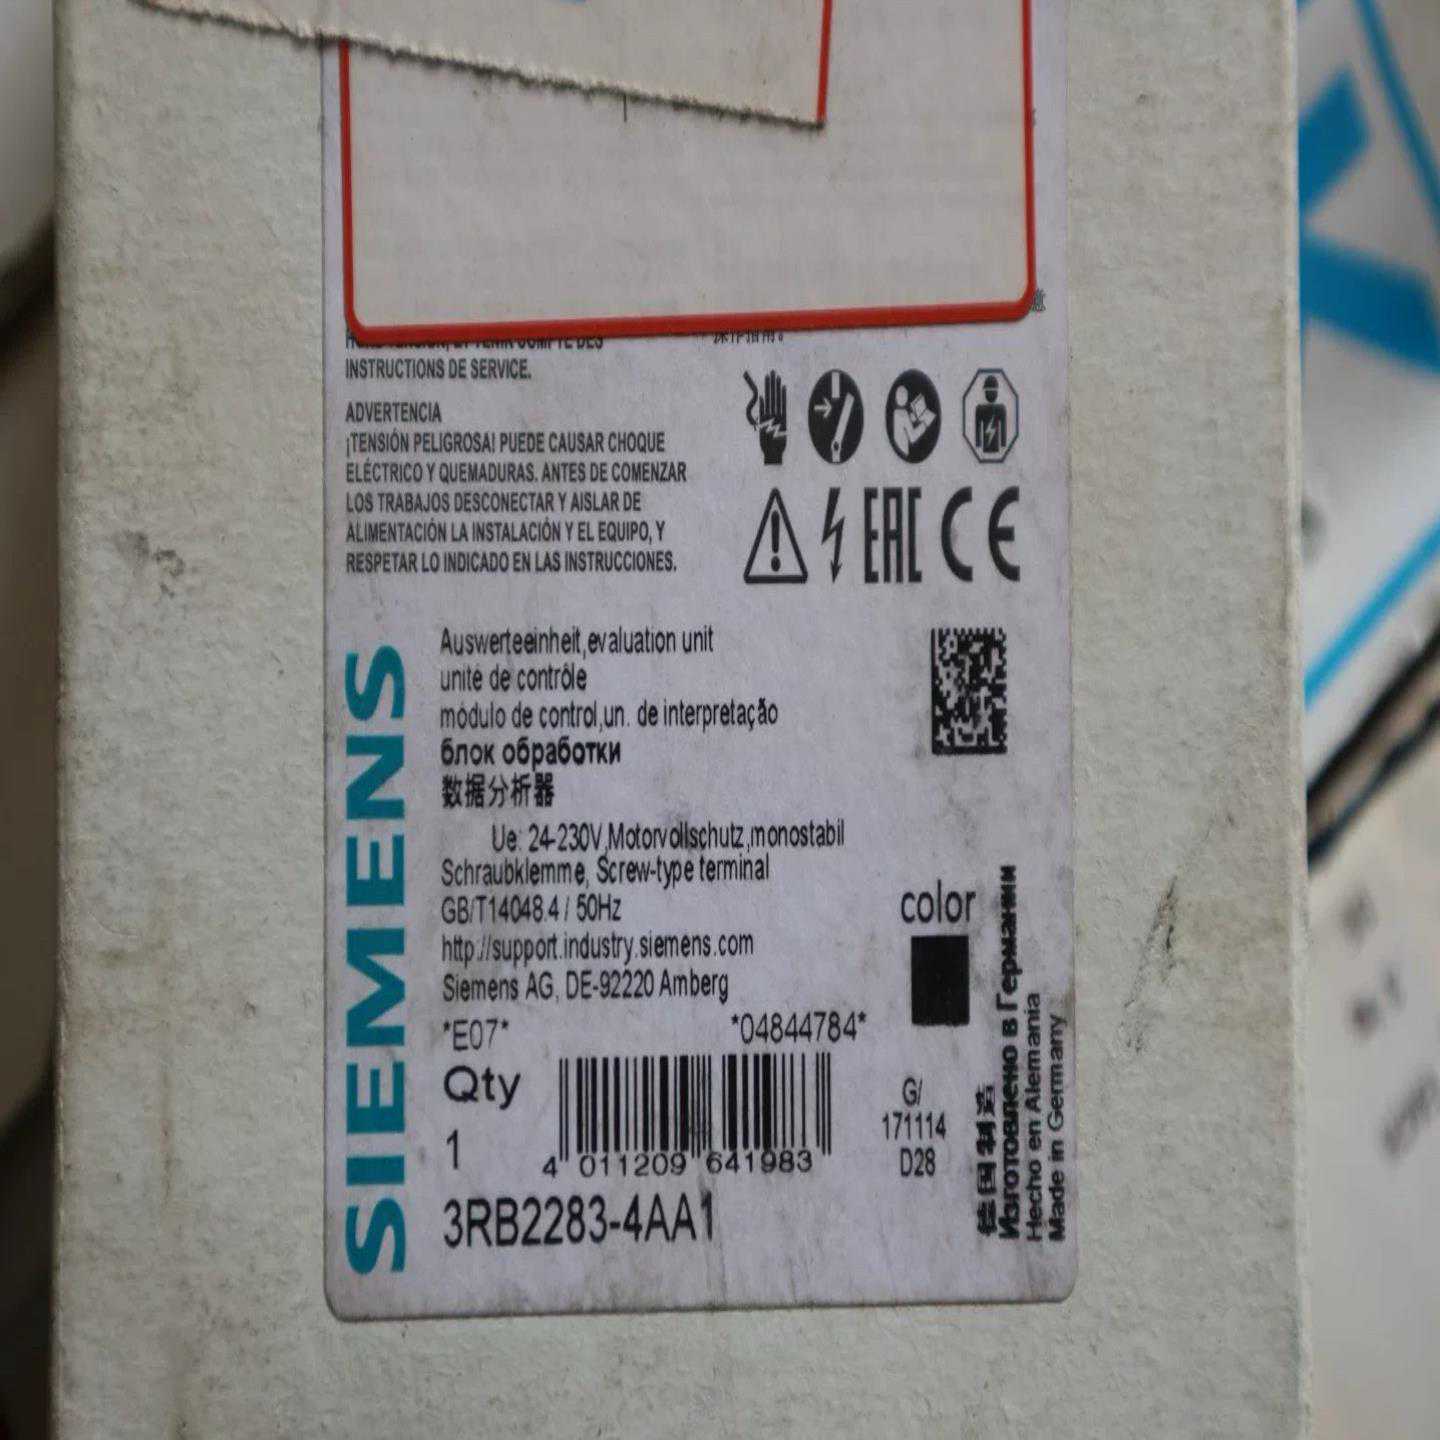 INSTRUCTIONS DE SERVICE.
ADVERTENCIA
¡TENSIÓN PELIGROSA! PUEDE CAUSAR CHOQUE
ELÉCTRICO Y QUEMADURAS. ANTES DE COMENZAR
LOS TRABAJOS DESCONECTAR Y AISLAR DE
ALIMENTACIÓN LA INSTALACIÓN Y EL EQUIPO, Y
RESPETAR LO INDICADO EN LAS INSTRUCCIONES.
EAC CE
SIEMENS
Auswerteeinheit,evaluation unit
unité de contrôle
módulo de control,un. de interpretação
блок обработки
数据分析器
Ue: 24-230V,Motorvollschutz,monostabil
Schraubklemme, Screw-type terminal
GB/T14048.4 / 50Hz
http://support.industry.siemens.com
Siemens AG, DE-92220 Amberg
*E07* *04844784*
color
Qty
1
4 011209 641983
3RB2283-4AA1
G/
171114
D28
德国制造
Изготовлено в Германии
Hecho en Alemania
Made in Germany